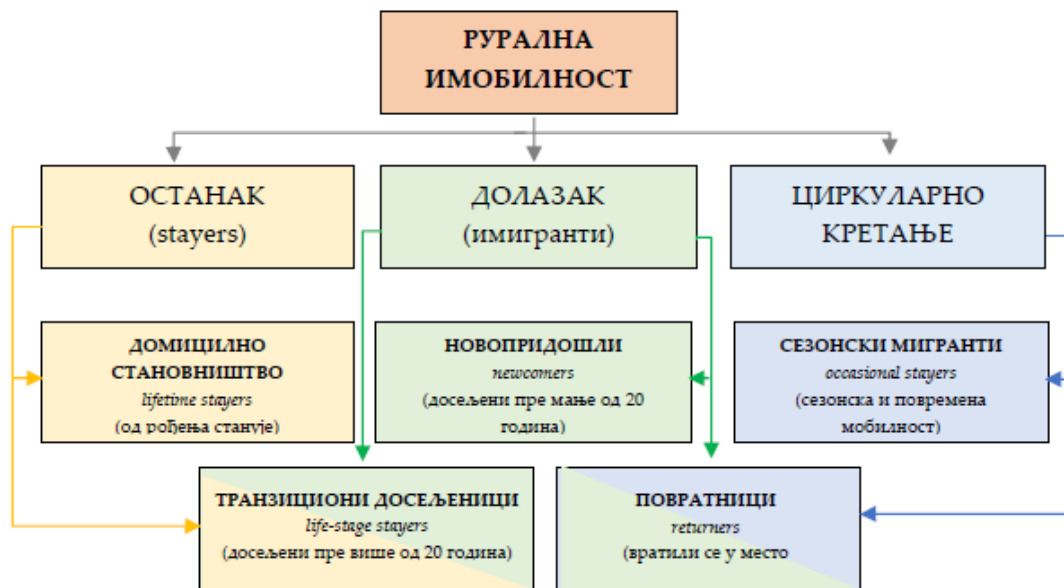 РУРАЛНА
ИМОБИЛНОСТ
ОСТАНАК
(stayers)
ДОЛАЗАК
(имигранти)
ЦИРКУЛАРНО
КРЕТАЊЕ
ДОМИЦИЛНО
СТАНОВНИШТВО
lifetime stayers
(од рођења станује)
НОВОПРИДОШЛИ
newcomers
(досељени пре мање од 20
година)
СЕЗОНСКИ МИГРАНТИ
occasional stayers
(сезонска и повремена
мобилност)
ТРАНЗИЦИОНИ ДОСЕЉЕНИЦИ
life-stage stayers
(досељени пре више од 20 година)
ПОВРАТНИЦИ
returners
(вратили се у место